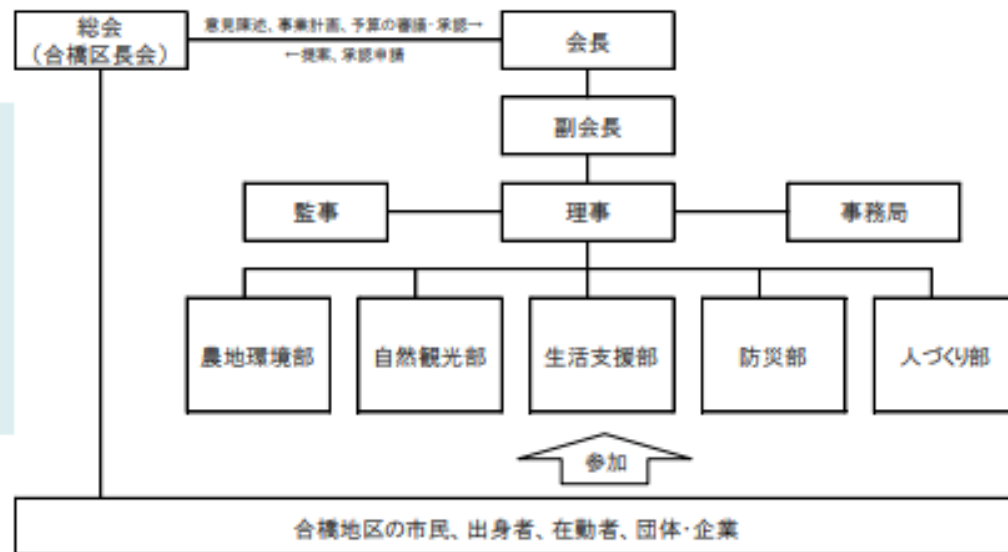 総会
(合橋区長会)
意見陳述、事業計画、予算の審議・承認→
←提案、承認申請
会長
副会長
監事
理事
事務局
農地環境部
自然観光部
生活支援部
防災部
人づくり部
参加
合橋地区の市民、出身者、在勤者、団体・企業